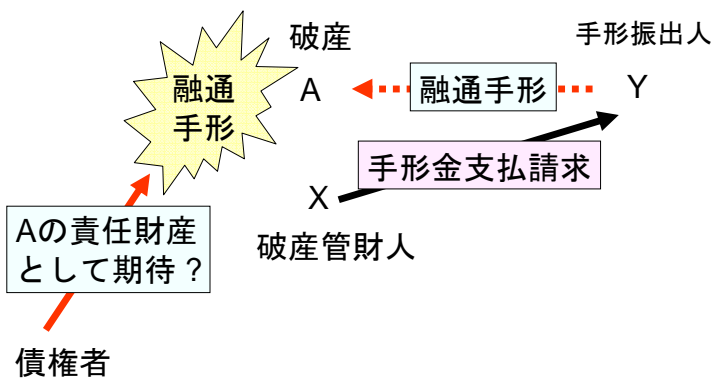 破産
手形振出人
融通
手形
A
融通手形
Y
手形金支払請求
X
破産管財人
Aの責任財産
として期待？
債権者